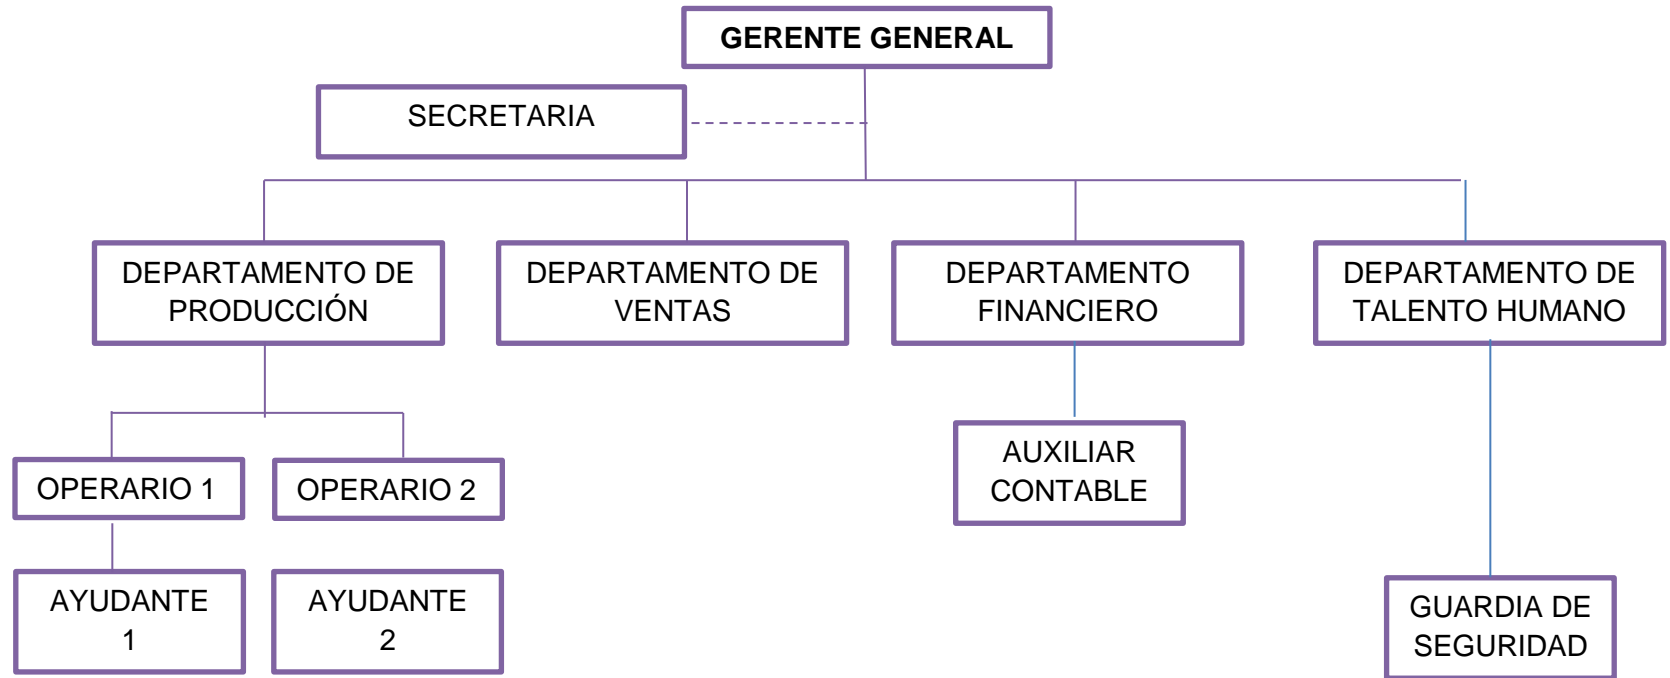 GERENTE GENERAL
SECRETARIA
DEPARTAMENTO DE
PRODUCCIÓN
DEPARTAMENTO DE
VENTAS
DEPARTAMENTO
FINANCIERO
DEPARTAMENTO DE
TALENTO HUMANO
OPERARIO 1
OPERARIO 2
AUXILIAR
CONTABLE
AYUDANTE
1
AYUDANTE
2
GUARDIA DE
SEGURIDAD